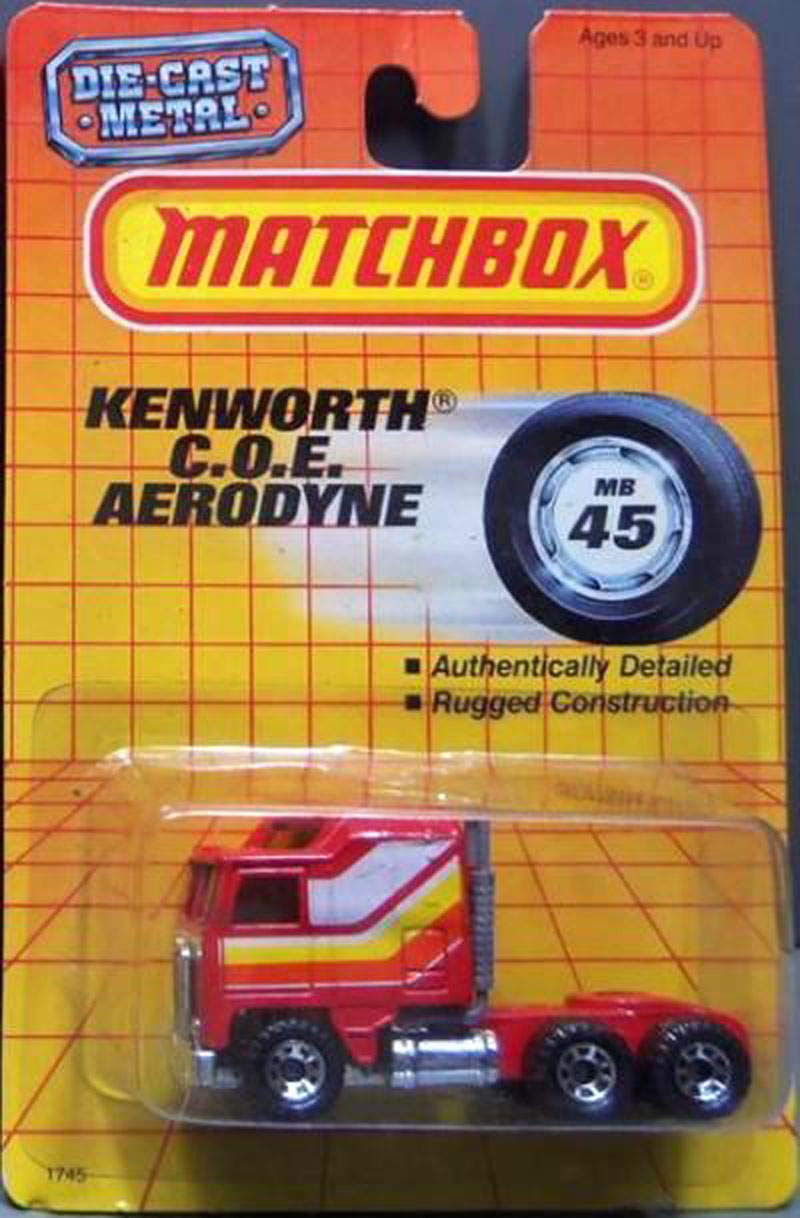 Ages 3 and Up
DIE-CAST
•METAL•
MATCHBOX®
KENWORTH®
C.O.E.
AERODYNE
MB
45
▪ Authentically Detailed
▪ Rugged Construction
1745